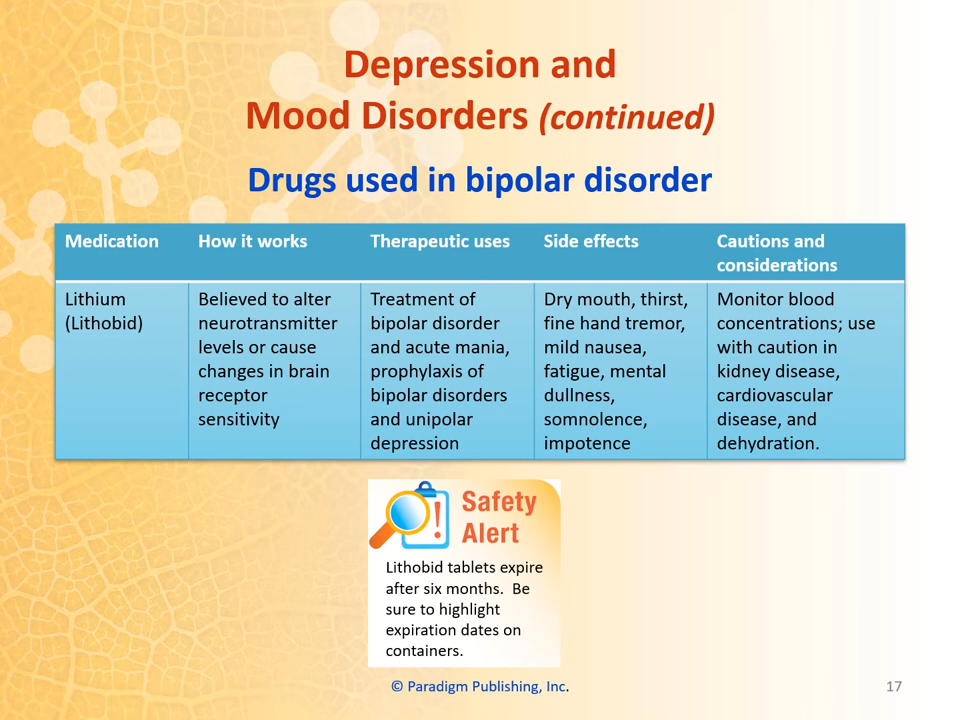 Depression and
Mood Disorders (continued)
Drugs used in bipolar disorder
Medication
How it works
Therapeutic uses
Side effects
Cautions and
considerations
Lithium
(Lithobid)
Believed to alter
neurotransmitter
levels or cause
changes in brain
receptor
sensitivity
Treatment of
bipolar disorder
and acute mania,
prophylaxis of
bipolar disorders
and unipolar
depression
Dry mouth, thirst,
fine hand tremor,
mild nausea,
fatigue, mental
dullness,
somnolence,
impotence
Monitor blood
concentrations; use
with caution in
kidney disease,
cardiovascular
disease, and
dehydration.
Safety
Alert
Lithobid tablets expire
after six months.  Be
sure to highlight
expiration dates on
containers.
© Paradigm Publishing, Inc.
17